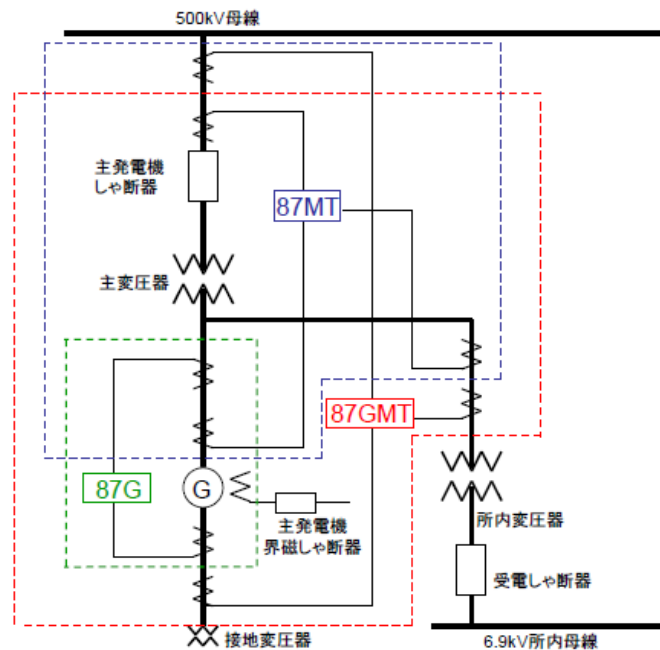 500kV母線
主発電機
しゃ断器
87MT
主変圧器
87GMT
87G
G
主発電機
界磁しゃ断器
所内変圧器
受電しゃ断器
接地変圧器
6.9kV所内母線